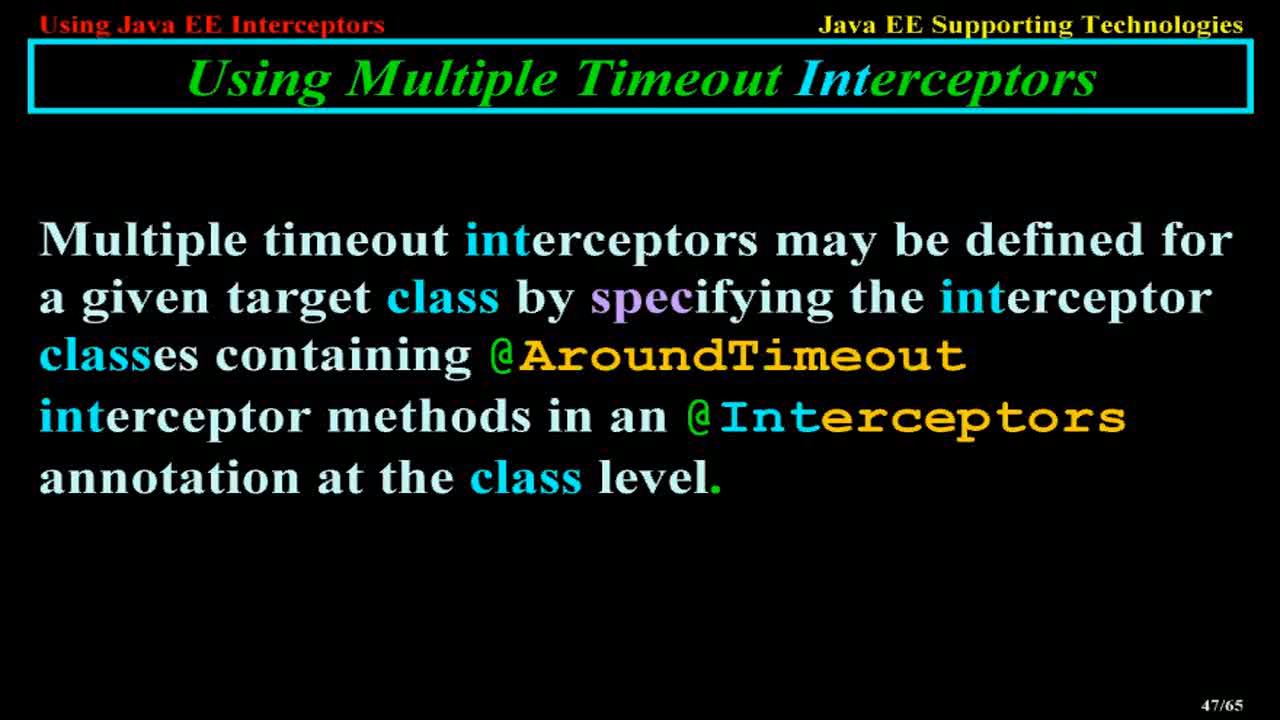 Using Java EE Interceptors
Java EE Supporting Technologies
Using Multiple Timeout Interceptors
Multiple timeout interceptors may be defined for
a given target class by specifying the interceptor
classes containing @AroundTimeout
interceptor methods in an @Interceptors
annotation at the class level.
47/65